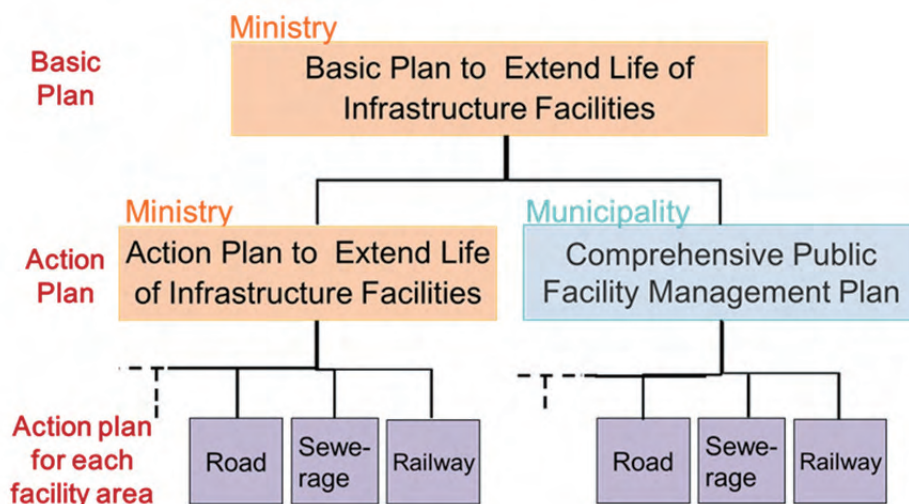 Ministry
Basic
Plan
Basic Plan to Extend Life of
Infrastructure Facilities
Ministry
Municipality
Action
Plan
Action Plan to Extend Life
of Infrastructure Facilities
Comprehensive Public
Facility Management Plan
Action plan
for each
facility area
Road
Sewe-
rage
Railway
Road
Sewe-
rage
Railway